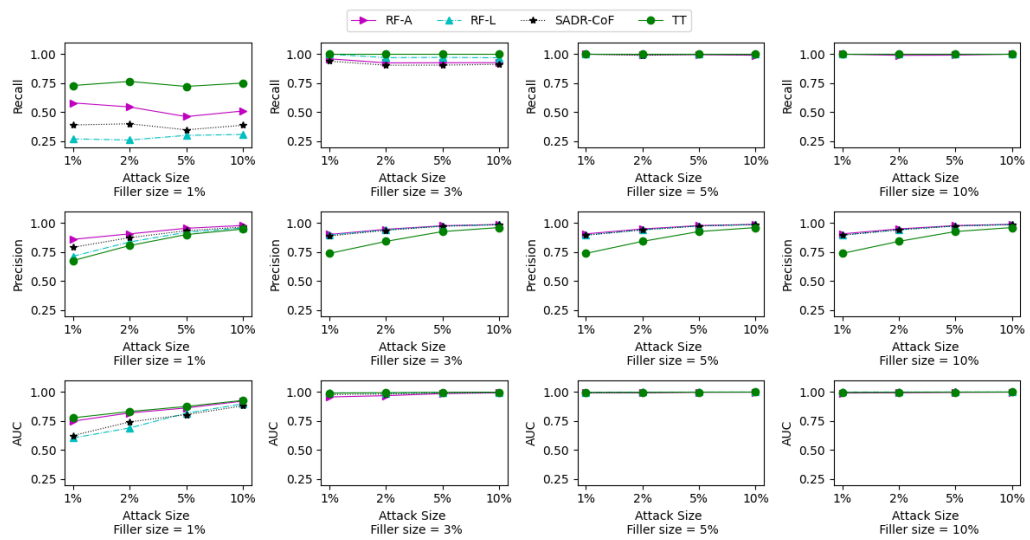 RF-A RF-L SADR-CoF TT
1.00 0.75 0.50 0.25 Recall 1% 2% 5% 10% Attack Size Filler size = 1%
1.00 0.75 0.50 0.25 Recall 1% 2% 5% 10% Attack Size Filler size = 3%
1.00 0.75 0.50 0.25 Recall 1% 2% 5% 10% Attack Size Filler size = 5%
1.00 0.75 0.50 0.25 Recall 1% 2% 5% 10% Attack Size Filler size = 10%
1.00 0.75 0.50 0.25 Precision 1% 2% 5% 10% Attack Size Filler size = 1%
1.00 0.75 0.50 0.25 Precision 1% 2% 5% 10% Attack Size Filler size = 3%
1.00 0.75 0.50 0.25 Precision 1% 2% 5% 10% Attack Size Filler size = 5%
1.00 0.75 0.50 0.25 Precision 1% 2% 5% 10% Attack Size Filler size = 10%
1.00 0.75 0.50 0.25 AUC 1% 2% 5% 10% Attack Size Filler size = 1%
1.00 0.75 0.50 0.25 AUC 1% 2% 5% 10% Attack Size Filler size = 3%
1.00 0.75 0.50 0.25 AUC 1% 2% 5% 10% Attack Size Filler size = 5%
1.00 0.75 0.50 0.25 AUC 1% 2% 5% 10% Attack Size Filler size = 10%